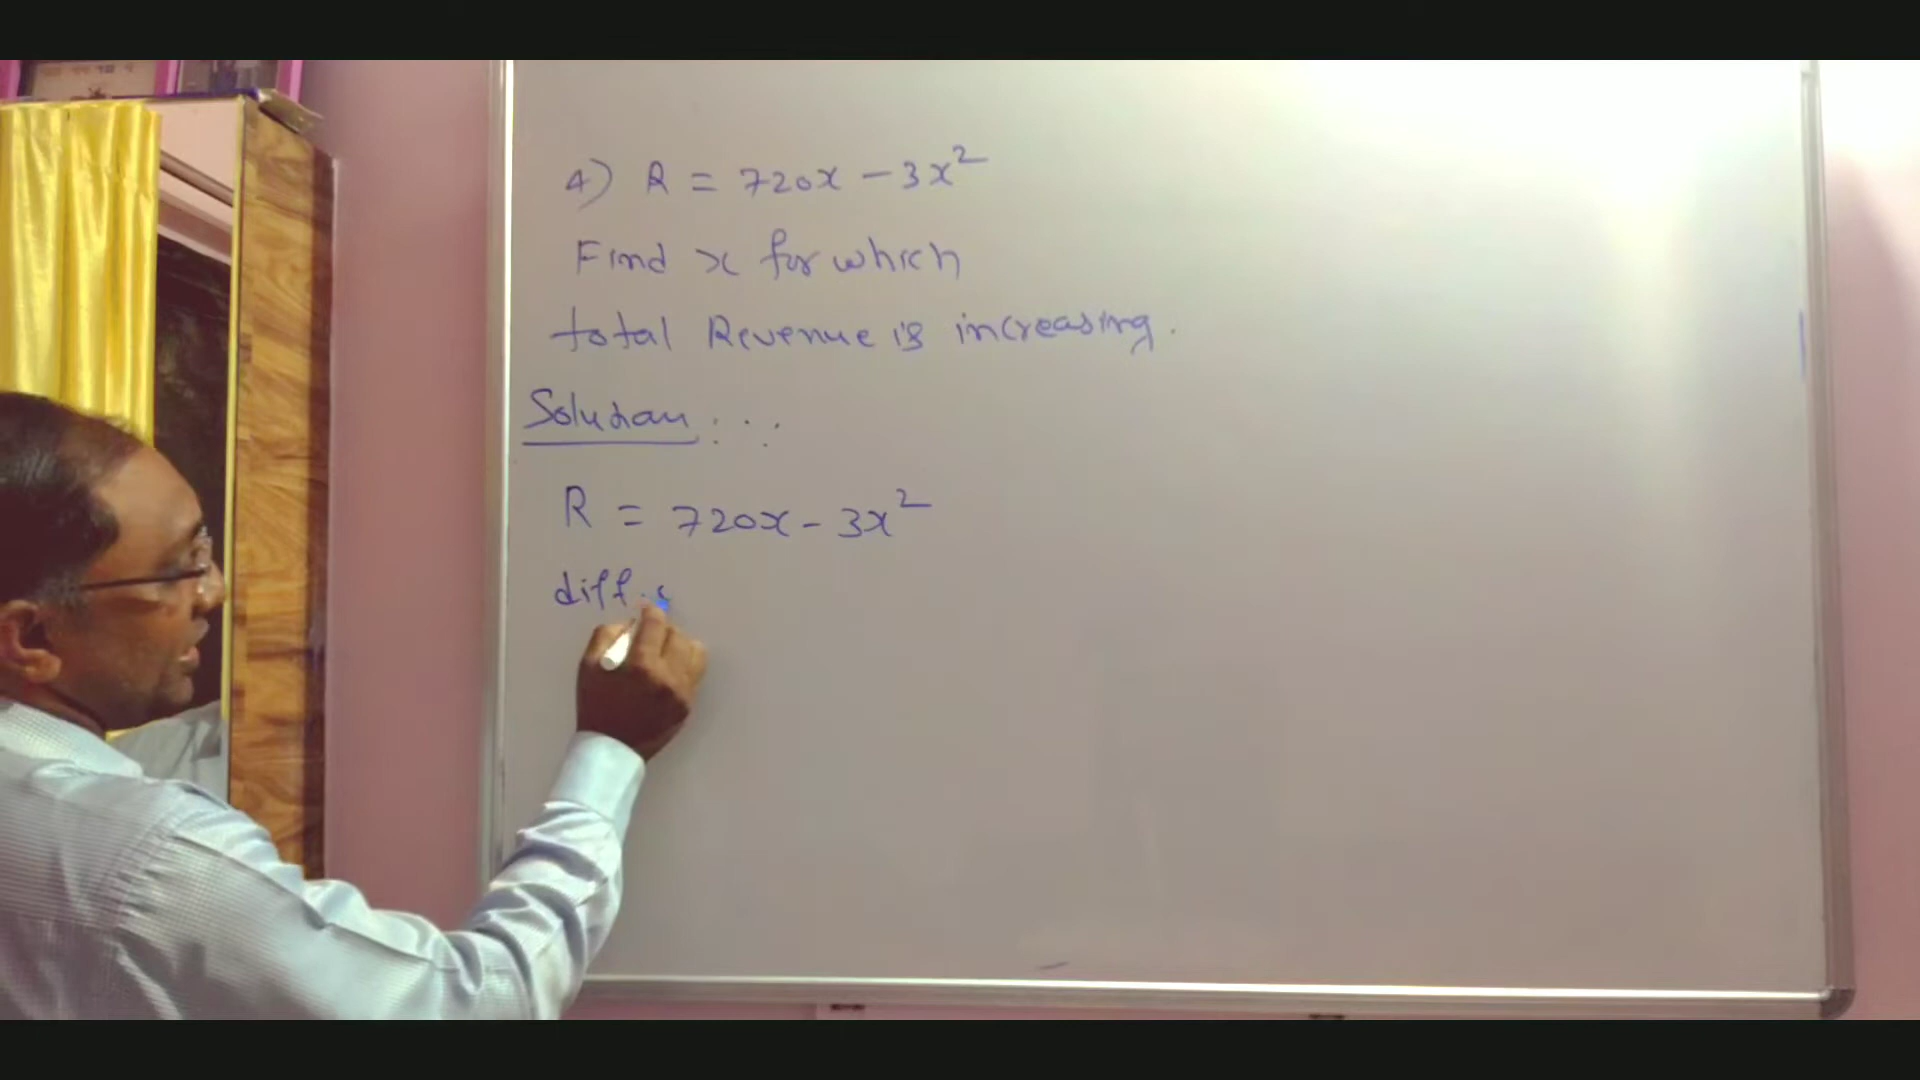 4) R = 720x - 3x²
Find x for which
total Revenue is increasing.
Solution : ∴
R = 720x - 3x²
diff.